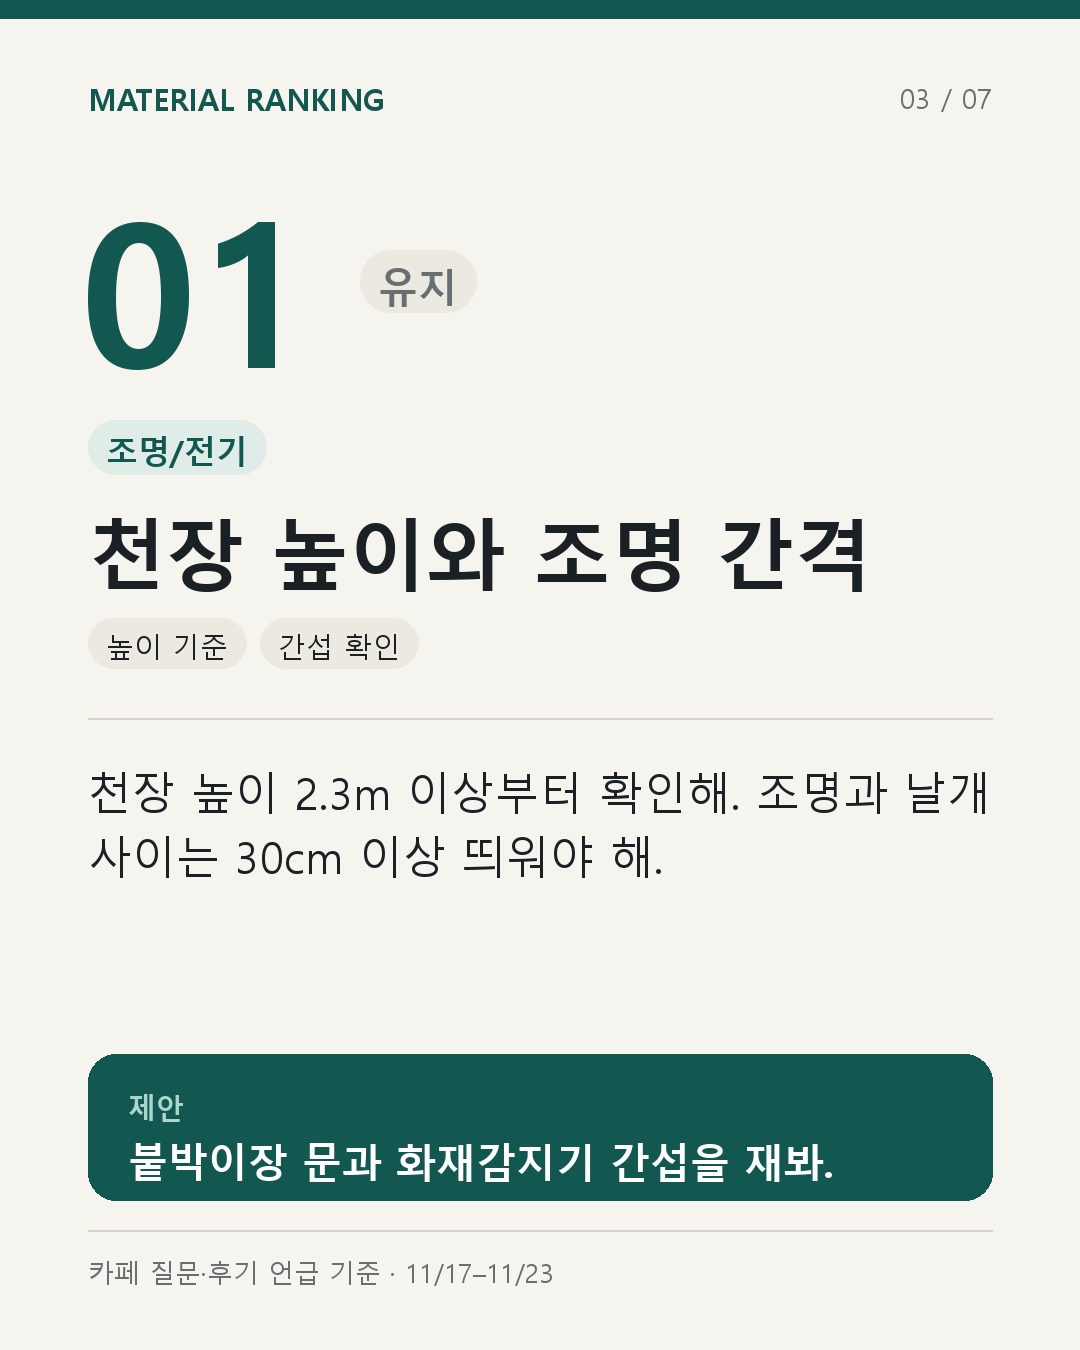 MATERIAL RANKING
03 / 07
01
유지
조명/전기
천장 높이와 조명 간격
높이 기준
간섭 확인
천장 높이 2.3m 이상부터 확인해. 조명과 날개
사이는 30cm 이상 띄워야 해.
제안
붙박이장 문과 화재감지기 간섭을 재봐.
카페 질문·후기 언급 기준 · 11/17–11/23